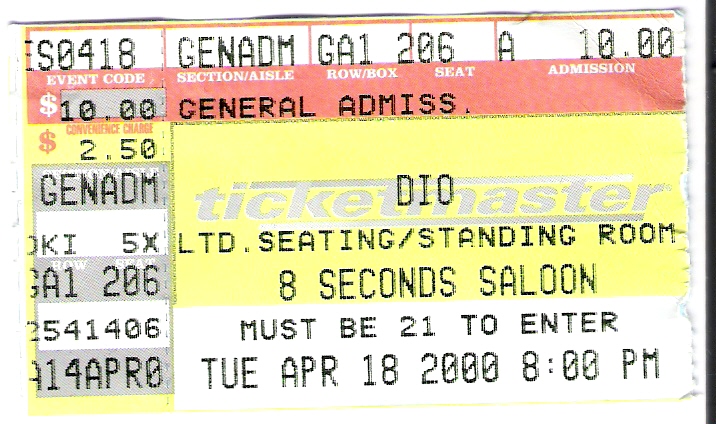 ES0418 GENADM GA1 206 A 10.00
EVENT CODE SECTION/AISLE ROW/BOX SEAT ADMISSION
$ 10.00 GENERAL ADMISS.
CONVENIENCE CHARGE
$ 2.50
GENADM DIO
ticketmaster
OKI 5X LTD.SEATING/STANDING ROOM
GA1 206 8 SECONDS SALOON
2541406 MUST BE 21 TO ENTER
A14APR0 TUE APR 18 2000 8:00 PM